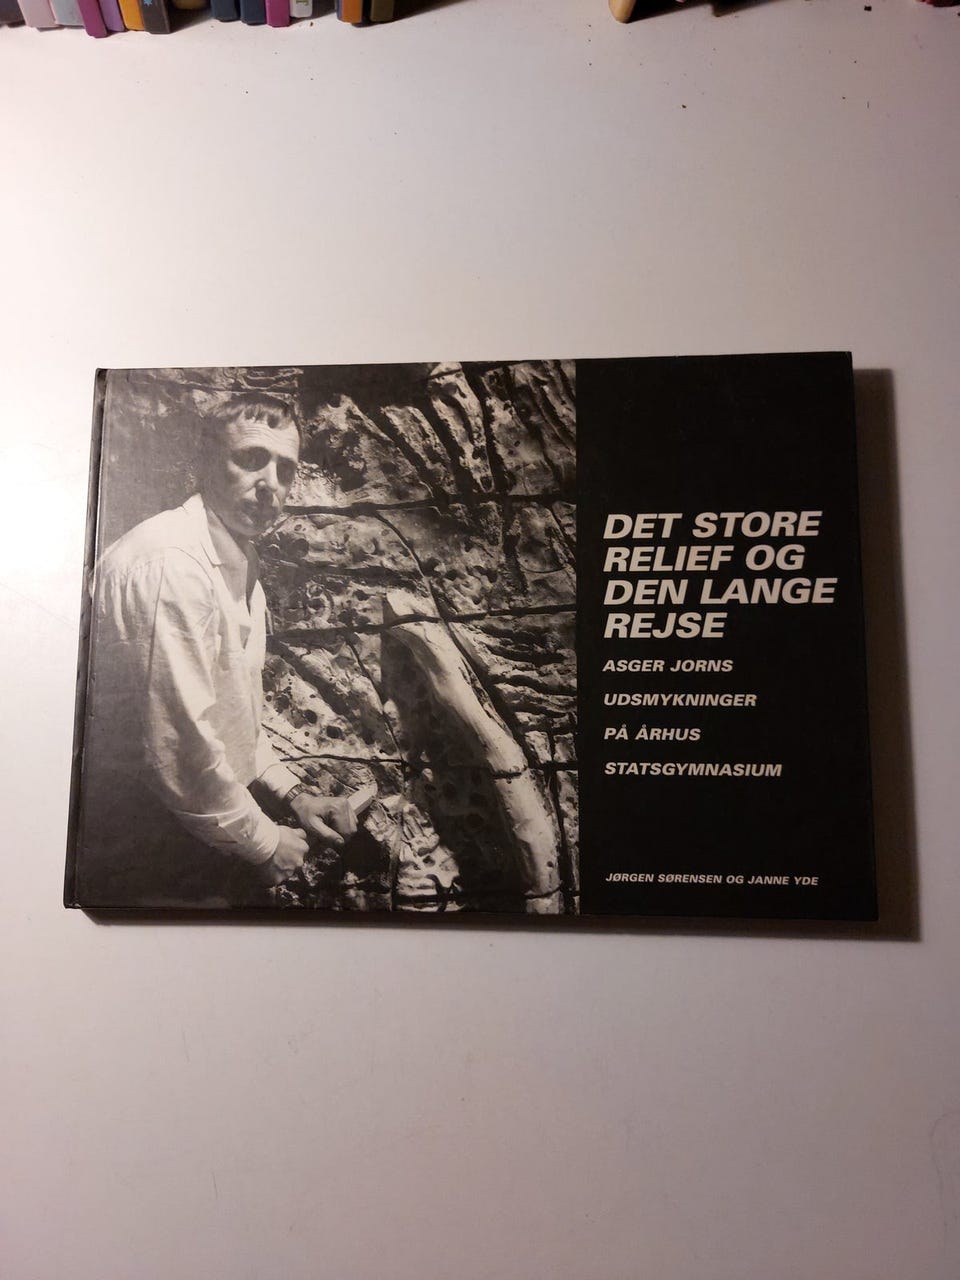 DET STORE
RELIEF OG
DEN LANGE
REJSE
ASGER JORNS
UDSMYKNINGER
PÅ ÅRHUS
STATSGYMNASIUM
JØRGEN SØRENSEN OG JANNE YDE